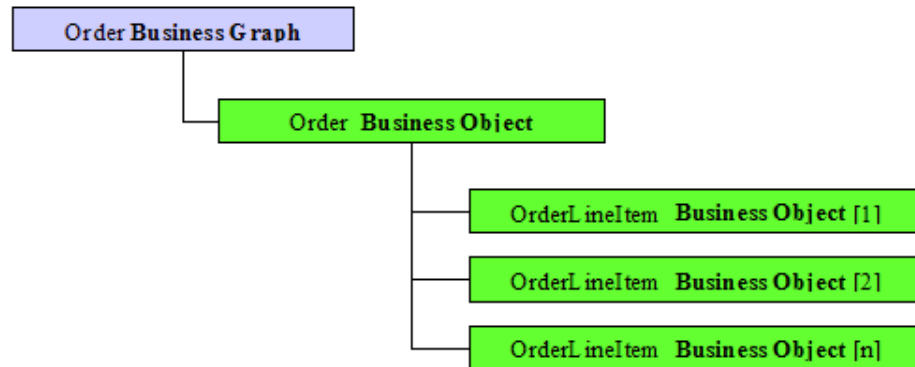 Order Business Graph
Order Business Object
OrderLineItem Business Object [1]
OrderLineItem Business Object [2]
OrderLineItem Business Object [n]